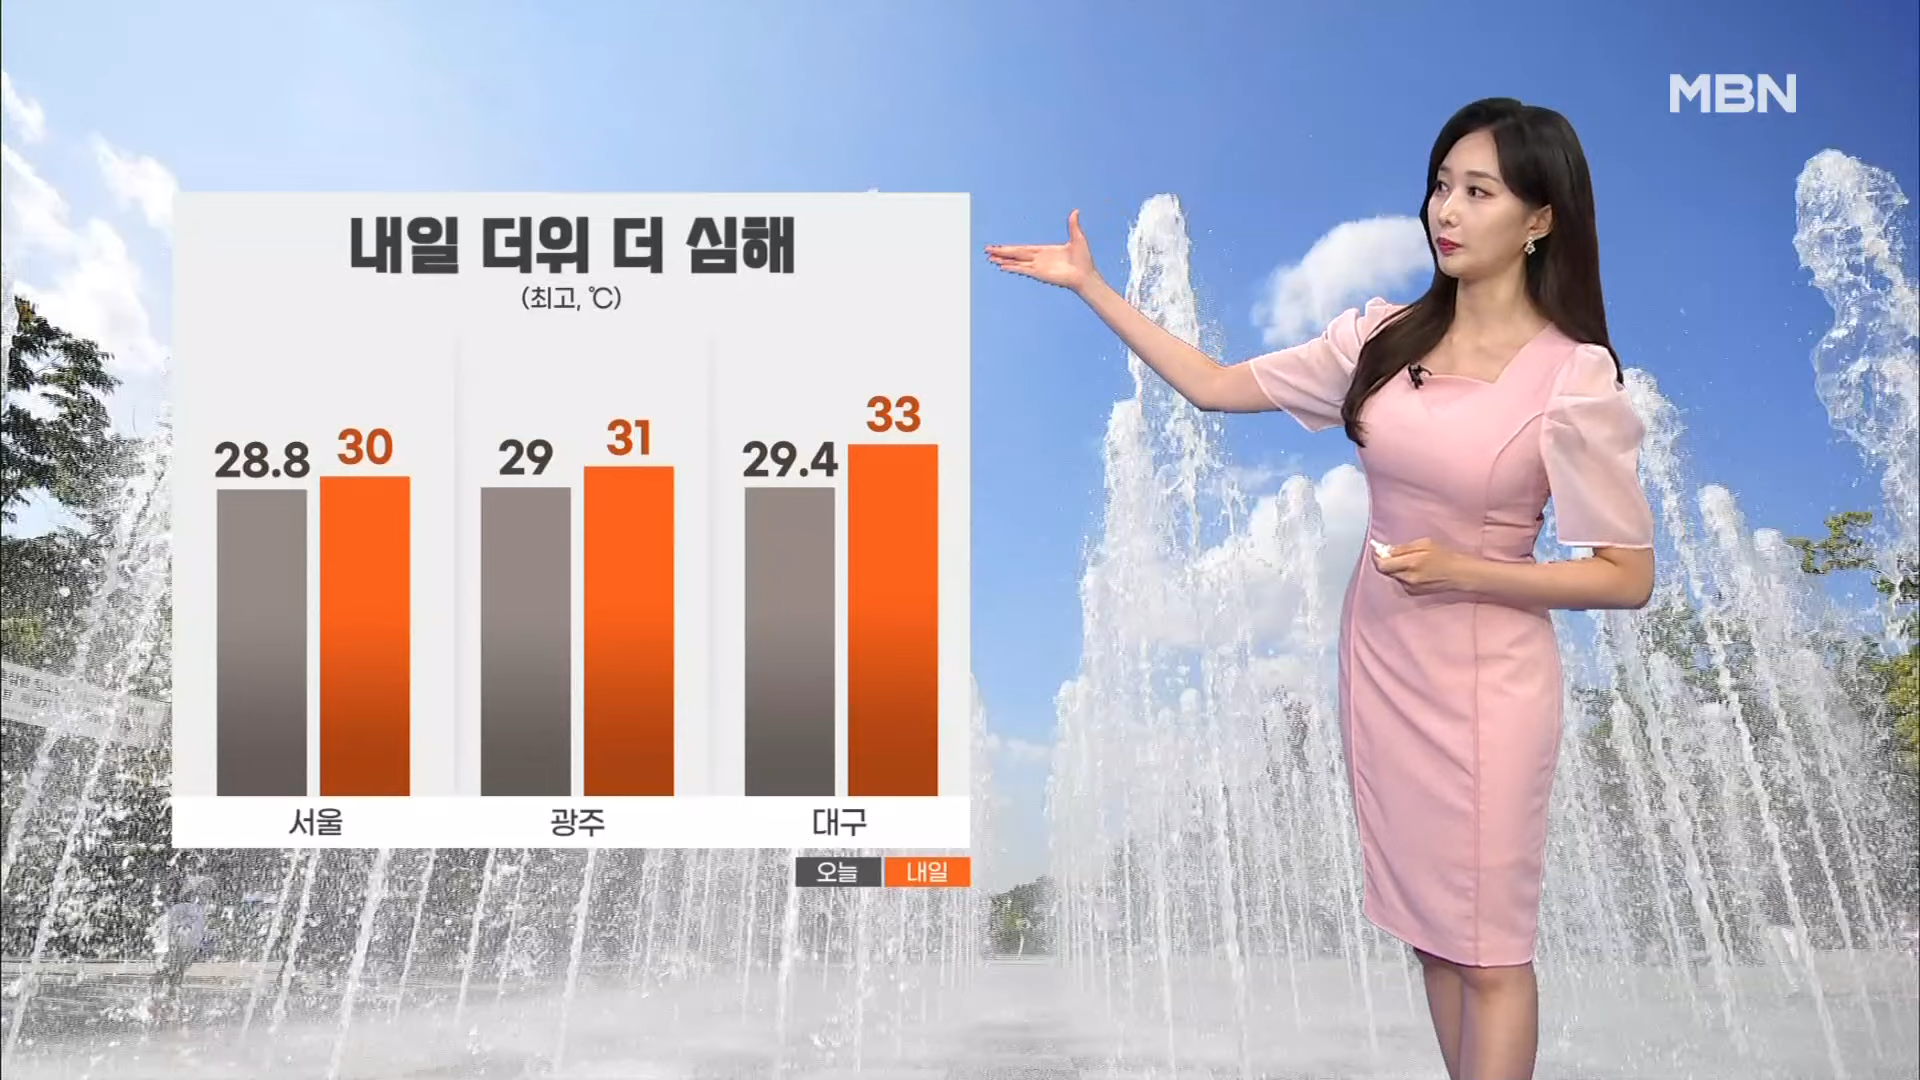 MBN
내일 더위 더 심해
(최고, ℃)
28.8 30 29 31 29.4 33
서울 광주 대구
오늘 내일